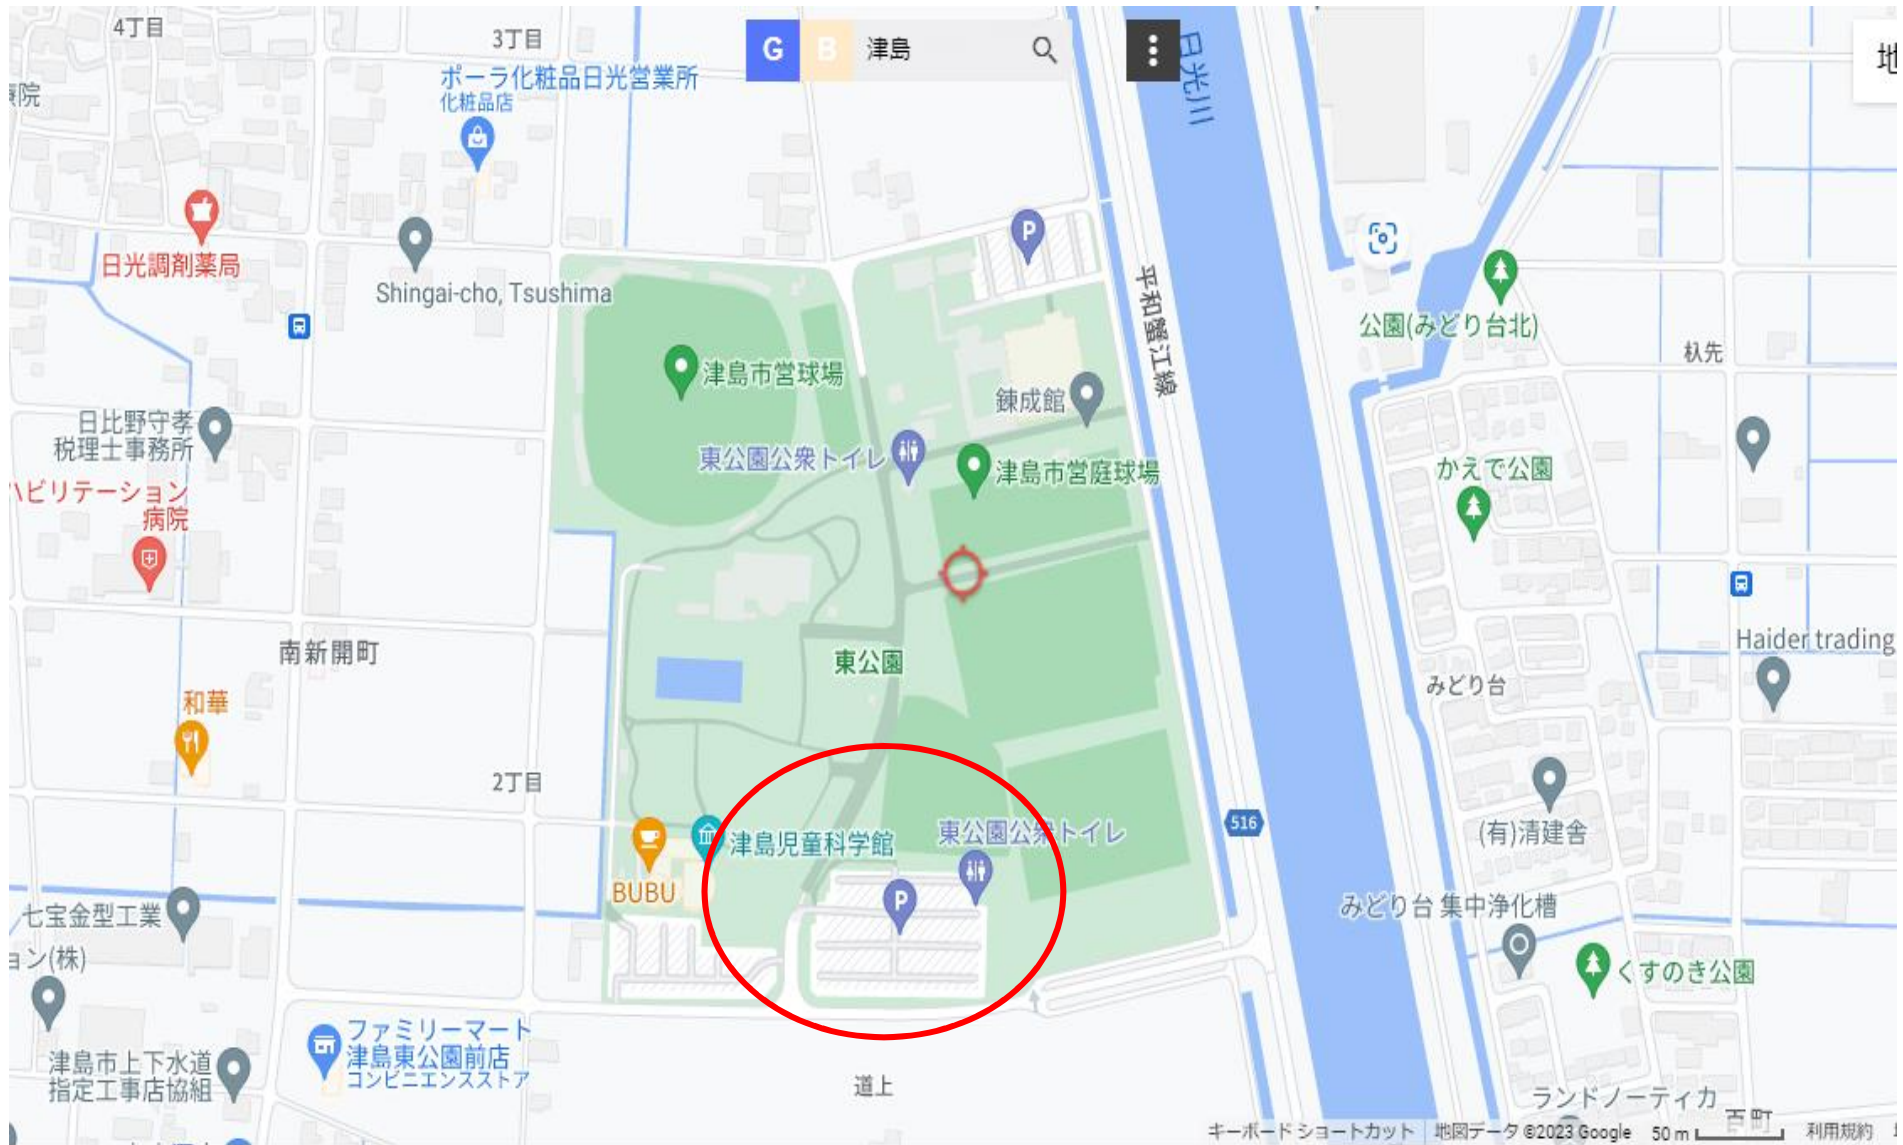 4丁目
3丁目
G
B
津島
ポーラ化粧品日光営業所
化粧品店
日光川
P
日光調剤薬局
Shingai-cho, Tsushima
平和蟹江線
公園(みどり台北)
杁先
津島市営球場
錬成館
日比野守孝
税理士事務所
東公園公衆トイレ
津島市営庭球場
かえで公園
ハビリテーション
病院
南新開町
東公園
Haider trading
みどり台
和華
2丁目
516
津島児童科学館
東公園公衆トイレ
(有)清建舎
BUBU
P
七宝金型工業
みどり台 集中浄化槽
ョン(株)
くすのき公園
ファミリーマート
津島東公園前店
コンビニエンスストア
津島市上下水道
指定工事店協組
道上
ランドノーティカ
百町
キーボード ショートカット
地図データ ©2023 Google
50 m
利用規約